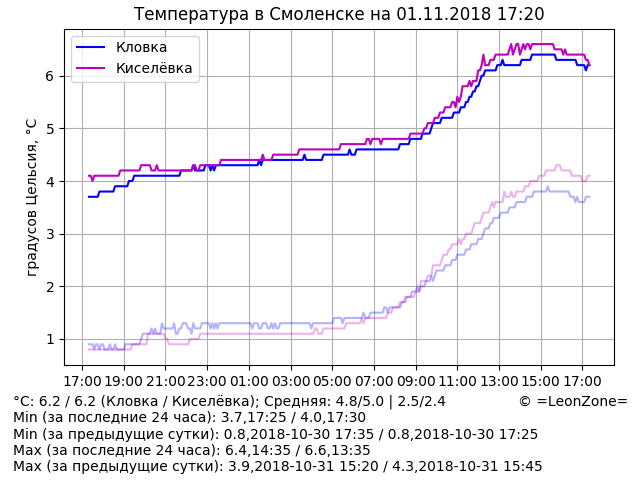 Температура в Смоленске на 01.11.2018 17:20
Кловка
Киселёвка
градусов Цельсия, °C
6
5
4
3
2
1
17:00 19:00 21:00 23:00 01:00 03:00 05:00 07:00 09:00 11:00 13:00 15:00 17:00
°C: 6.2 / 6.2 (Кловка / Киселёвка); Средняя: 4.8/5.0 | 2.5/2.4 © =LeonZone=
Min (за последние 24 часа): 3.7,17:25 / 4.0,17:30
Min (за предыдущие сутки): 0.8,2018-10-30 17:35 / 0.8,2018-10-30 17:25
Max (за последние 24 часа): 6.4,14:35 / 6.6,13:35
Max (за предыдущие сутки): 3.9,2018-10-31 15:20 / 4.3,2018-10-31 15:45